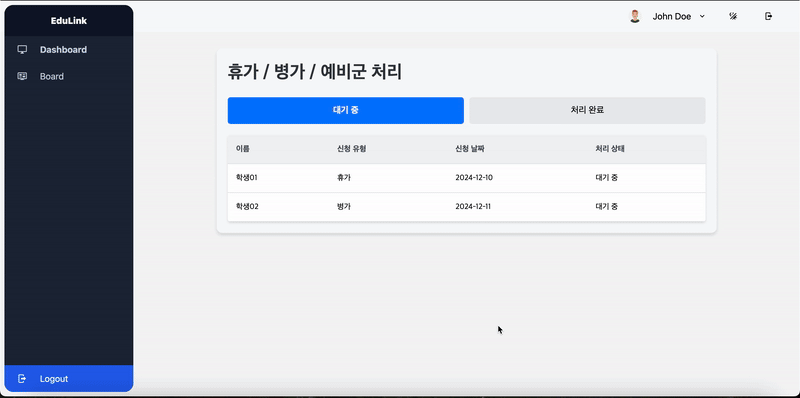 EduLink
Dashboard
Board
Logout
John Doe
휴가 / 병가 / 예비군 처리
대기 중
처리 완료
이름 신청 유형 신청 날짜 처리 상태
학생01 휴가 2024-12-10 대기 중
학생02 병가 2024-12-11 대기 중